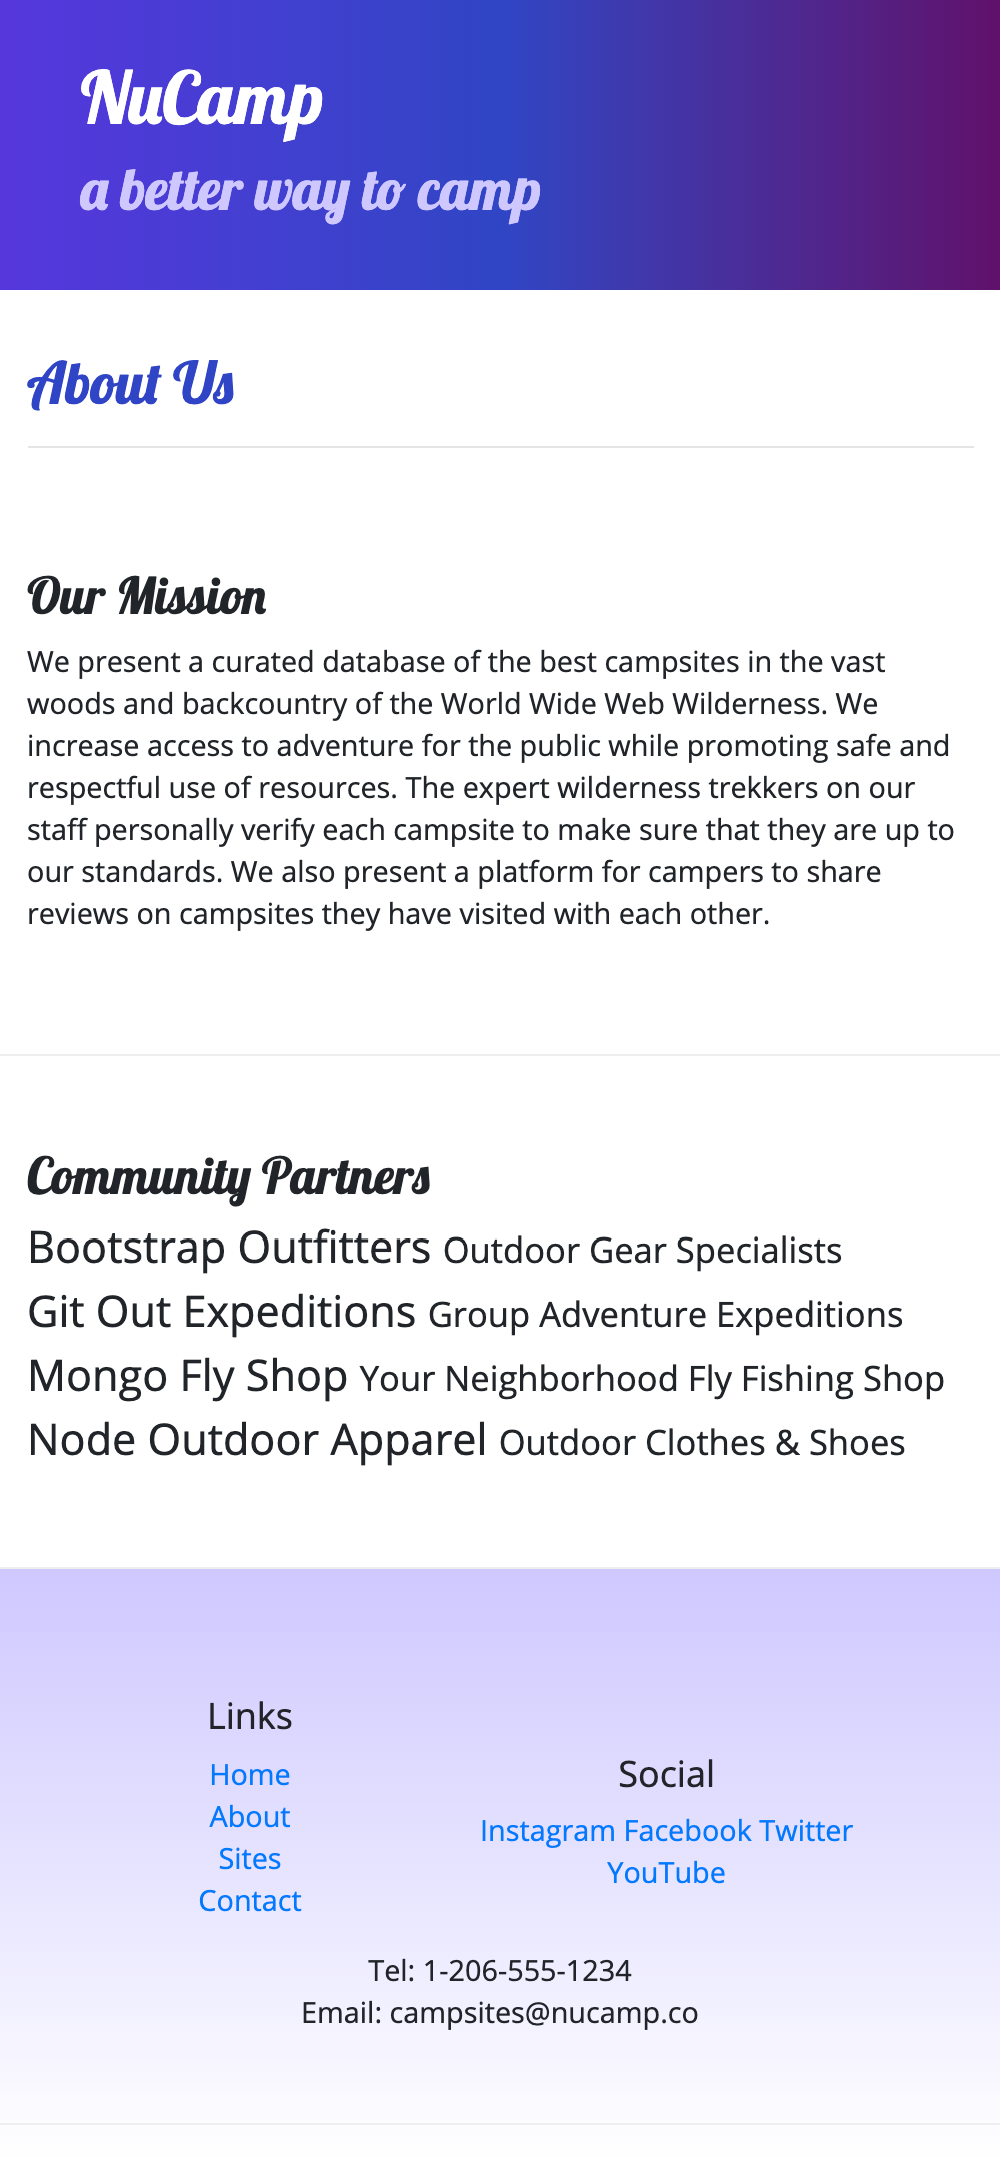 NuCamp
a better way to camp
About Us
Our Mission
We present a curated database of the best campsites in the vast
woods and backcountry of the World Wide Web Wilderness. We
increase access to adventure for the public while promoting safe and
respectful use of resources. The expert wilderness trekkers on our
staff personally verify each campsite to make sure that they are up to
our standards. We also present a platform for campers to share
reviews on campsites they have visited with each other.
Community Partners
Bootstrap Outfitters Outdoor Gear Specialists
Git Out Expeditions Group Adventure Expeditions
Mongo Fly Shop Your Neighborhood Fly Fishing Shop
Node Outdoor Apparel Outdoor Clothes & Shoes
Links
Home
About
Sites
Contact
Social
Instagram Facebook Twitter
YouTube
Tel: 1-206-555-1234
Email: campsites@nucamp.co